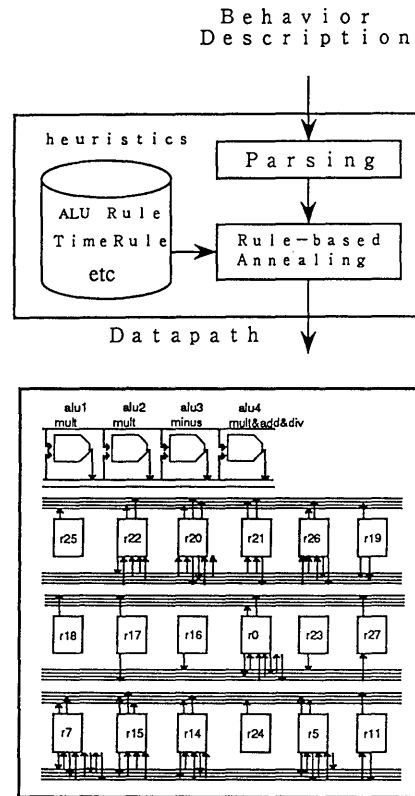 Behavior
Description
heuristics
Parsing
ALU Rule
TimeRule
etc
Rule-based
Annealing
Datapath
alu1 alu2 alu3 alu4
mult mult minus mult&add&div
r25 r22 r20 r21 r26 r19
r18 r17 r16 r0 r23 r27
r7 r15 r14 r24 r5 r11